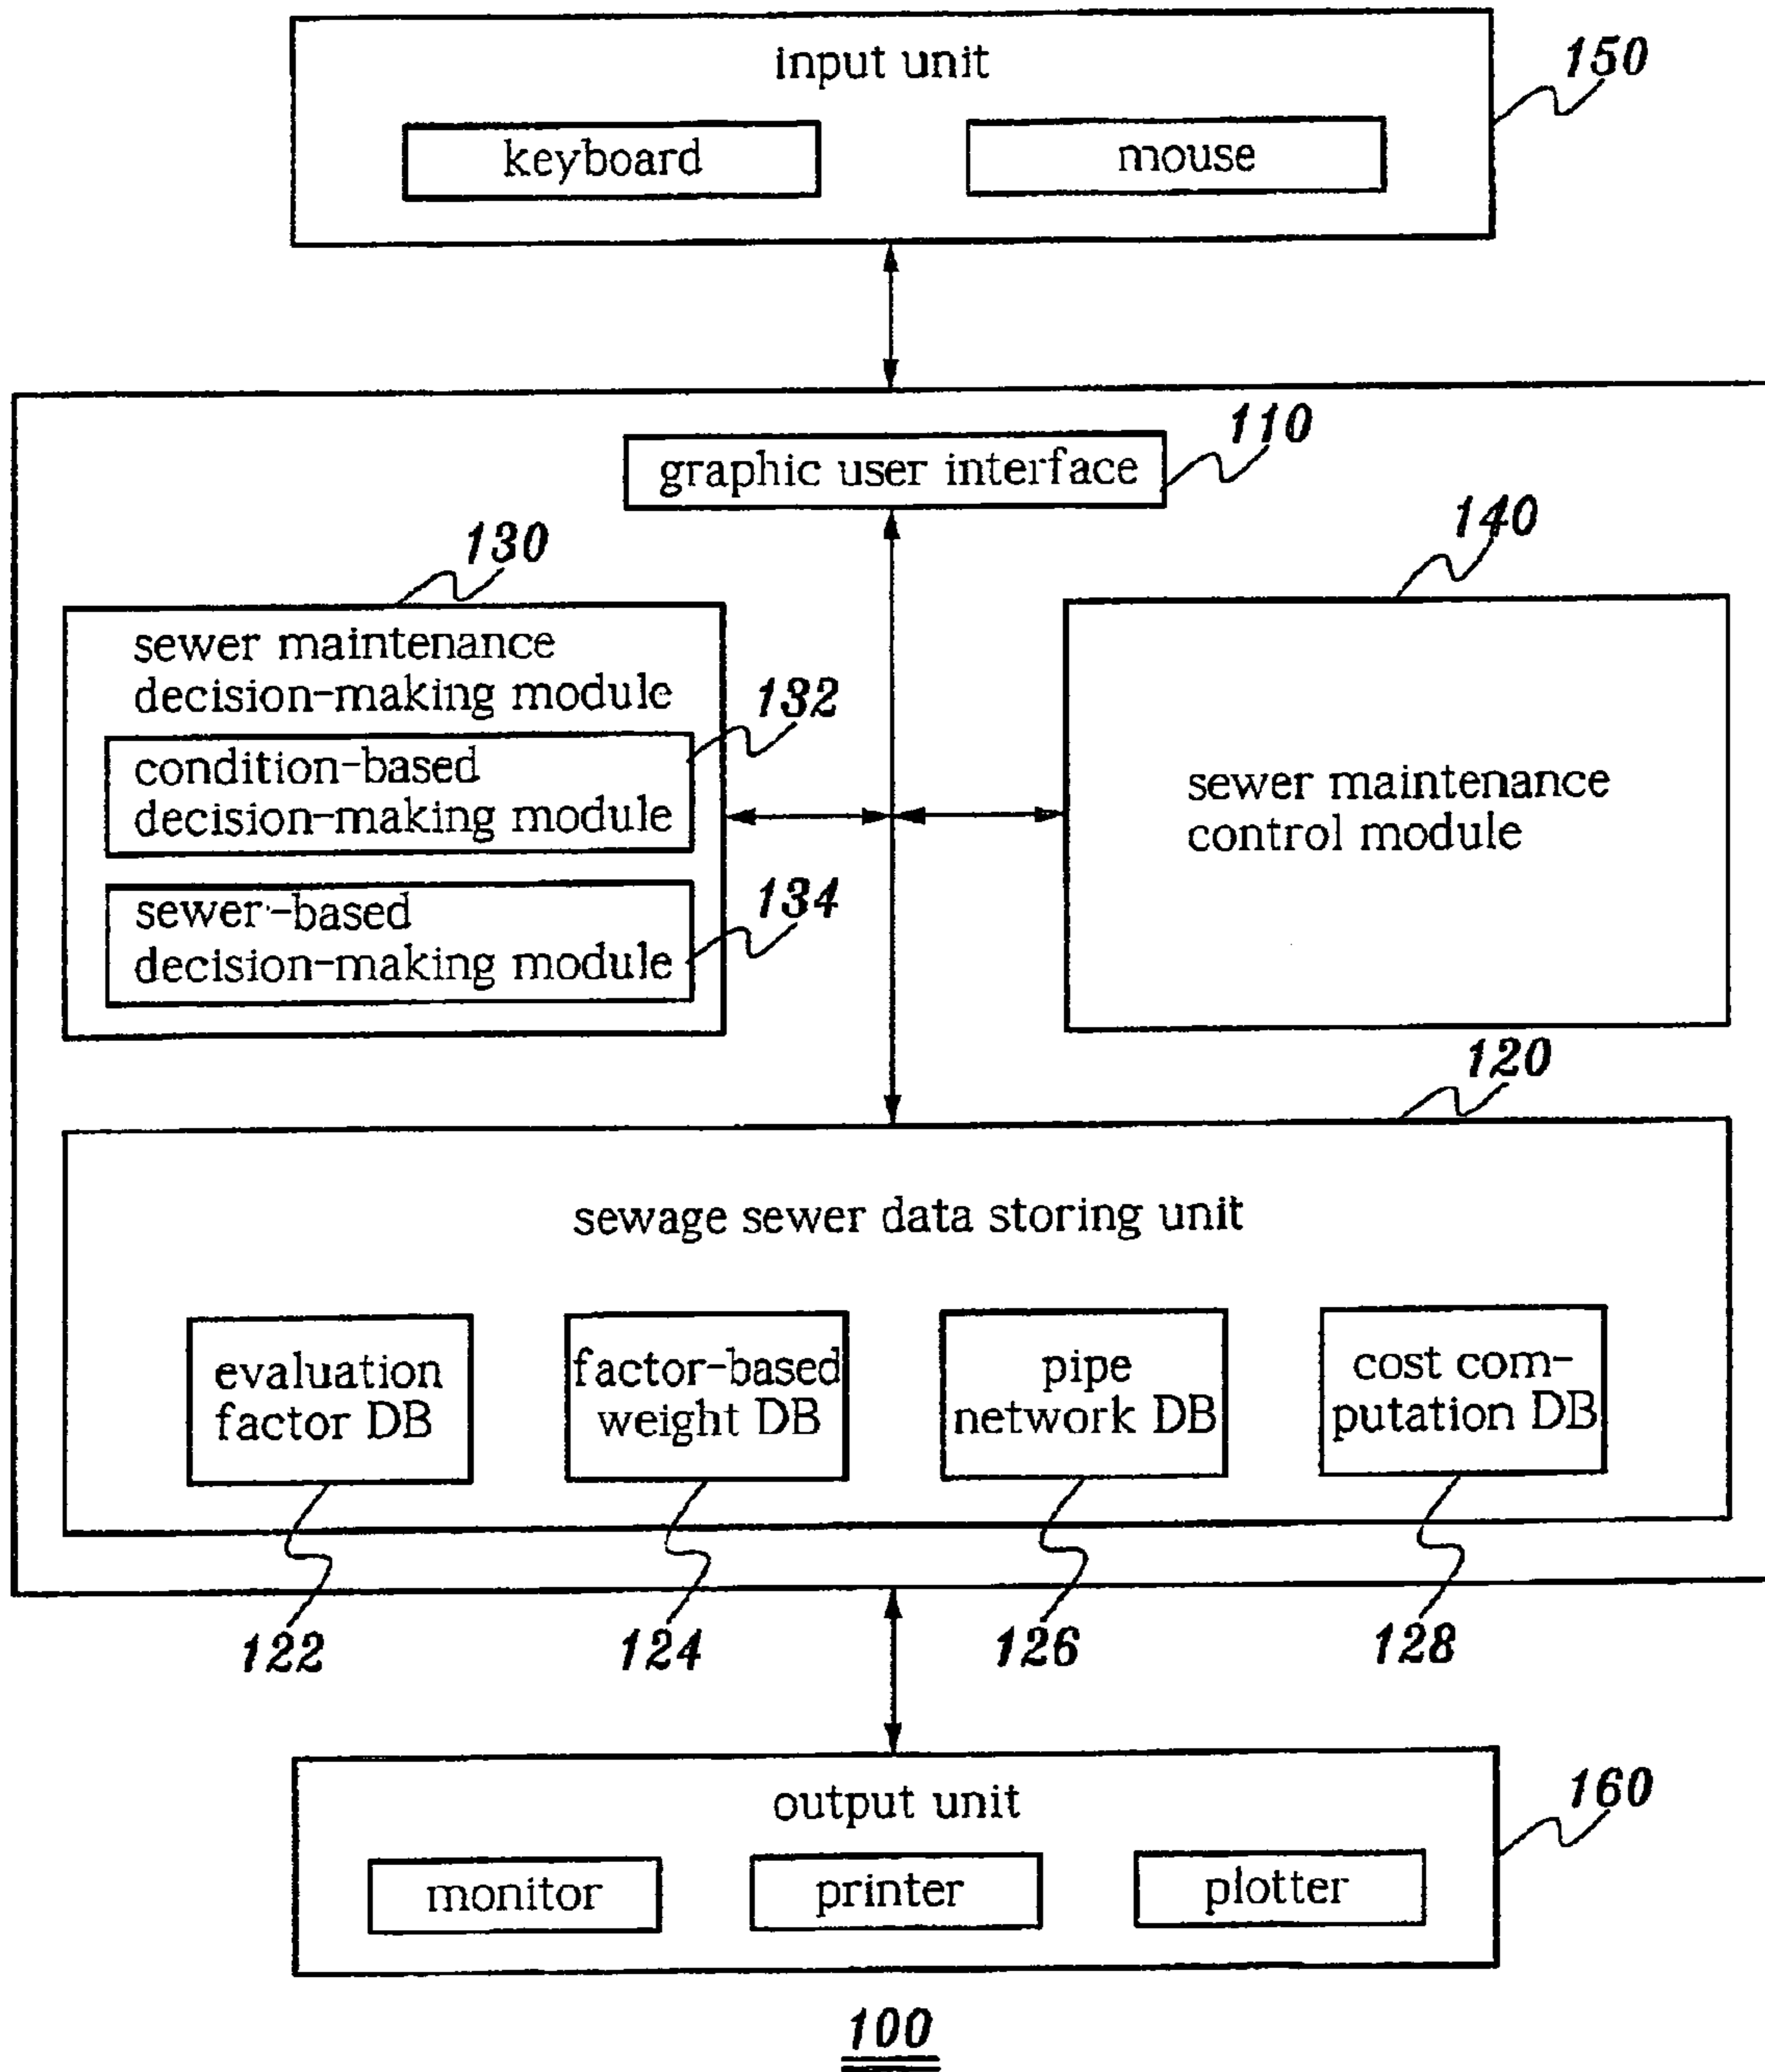 input unit
150
keyboard
mouse
110
graphic user interface
130
140
sewer maintenance
decision-making module
132
condition-based
decision-making module
134
sewer-based
decision-making module
sewer maintenance
control module
120
sewage sewer data storing unit
evaluation
factor DB
factor-based
weight DB
pipe
network DB
cost com-
putation DB
122
124
126
128
output unit
160
monitor
printer
plotter
100